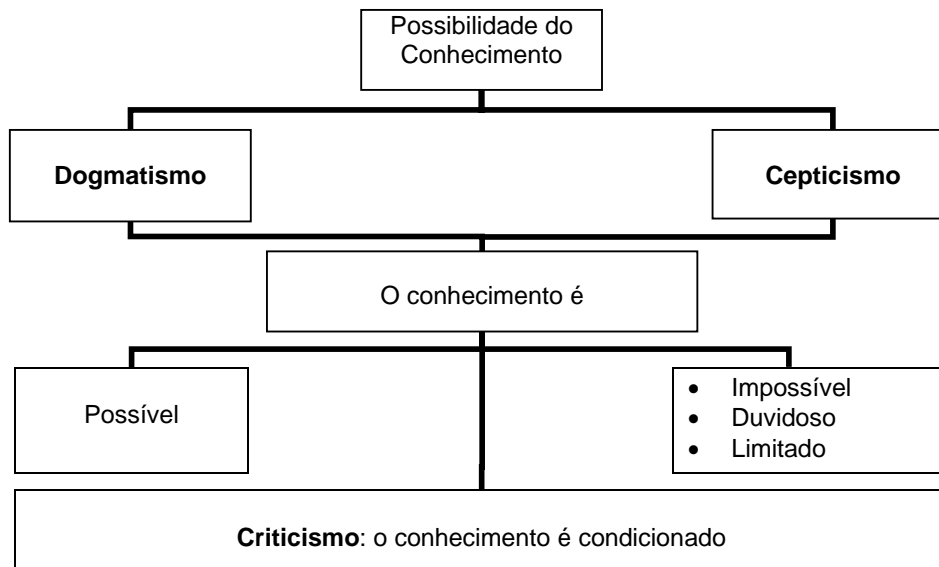 Possibilidade do
Conhecimento
Dogmatismo
Cepticismo
O conhecimento é
Possível
• Impossível
• Duvidoso
• Limitado
Criticismo: o conhecimento é condicionado